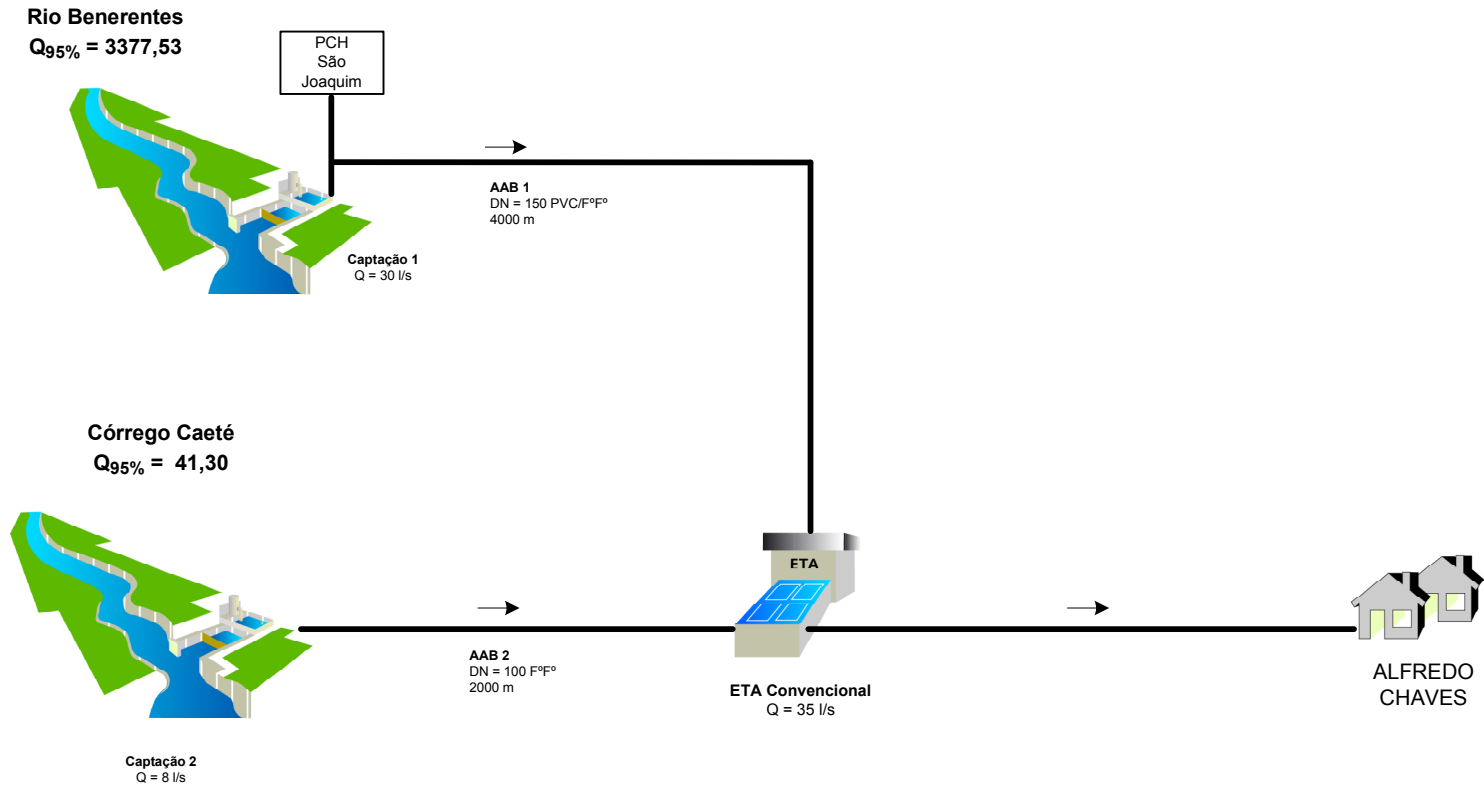 Rio Benerentes
Q95% = 3377,53
PCH
São
Joaquim
AAB 1
DN = 150 PVC/FºFº
4000 m
Captação 1
Q = 30 l/s
Córrego Caeté
Q95% = 41,30
ETA
AAB 2
DN = 100 FºFº
2000 m
ETA Convencional
Q = 35 l/s
ALFREDO
CHAVES
Captação 2
Q = 8 l/s